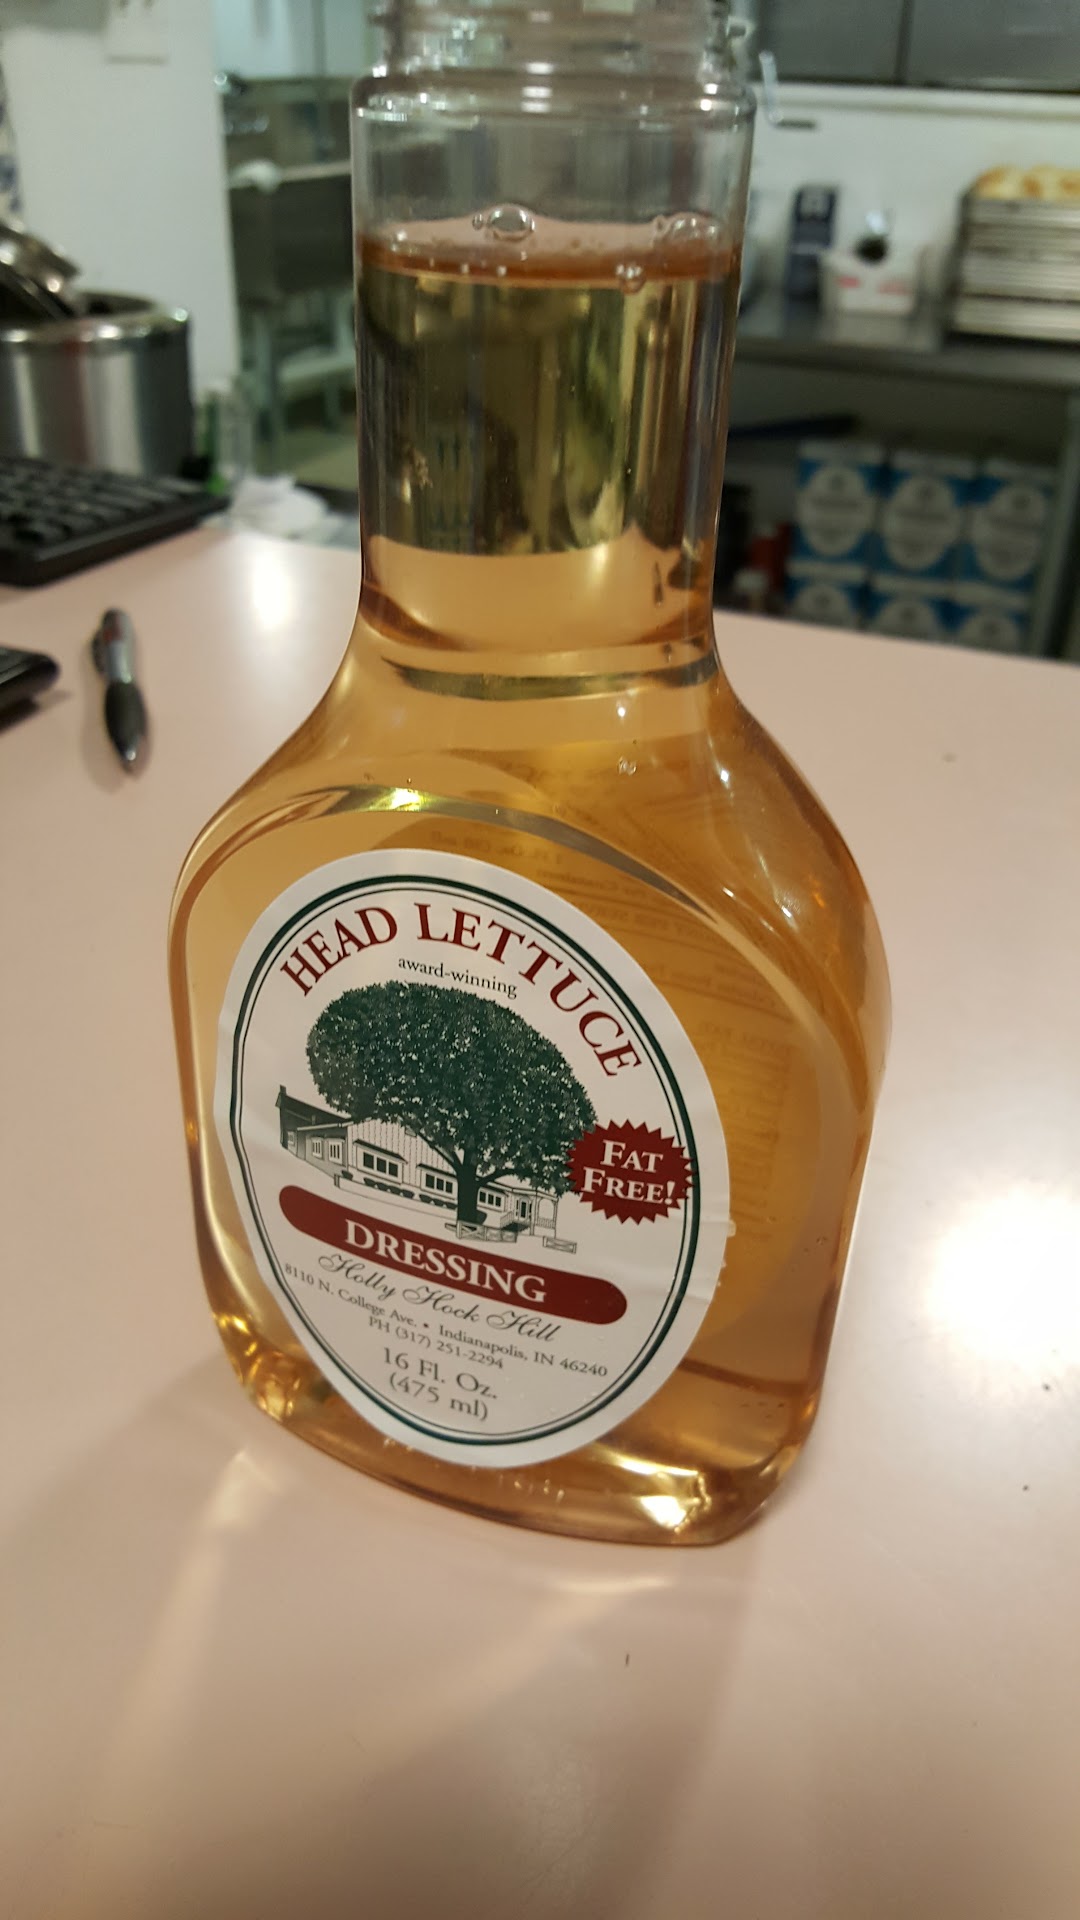 HEAD LETTUCE
award-winning
FAT
FREE!
DRESSING
Holly Hock Hill
8110 N. College Ave. • Indianapolis, IN 46240
PH (317) 251-2294
16 Fl. Oz.
(475 ml)